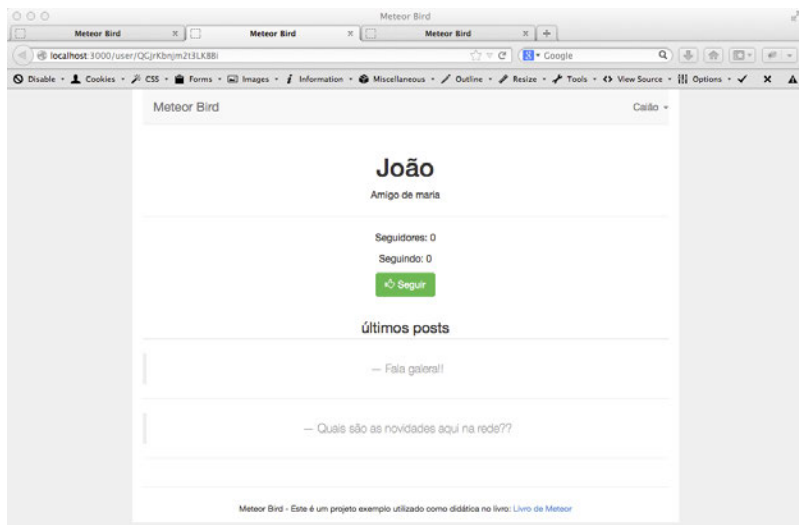 Meteor Bird
Meteor Bird
Meteor Bird
Meteor Bird
localhost:3000/user/QGjrKbnjm2t3LK88i
Google
Disable Cookies CSS Forms Images Information Miscellaneous Outline Resize Tools View Source Options
Meteor Bird
Caião
João
Amigo de maria
Seguidores: 0
Seguindo: 0
Seguir
últimos posts
— Fala galera!!
— Quais são as novidades aqui na rede??
Meteor Bird - Este é um projeto exemplo utilizado como didática no livro: Livro de Meteor